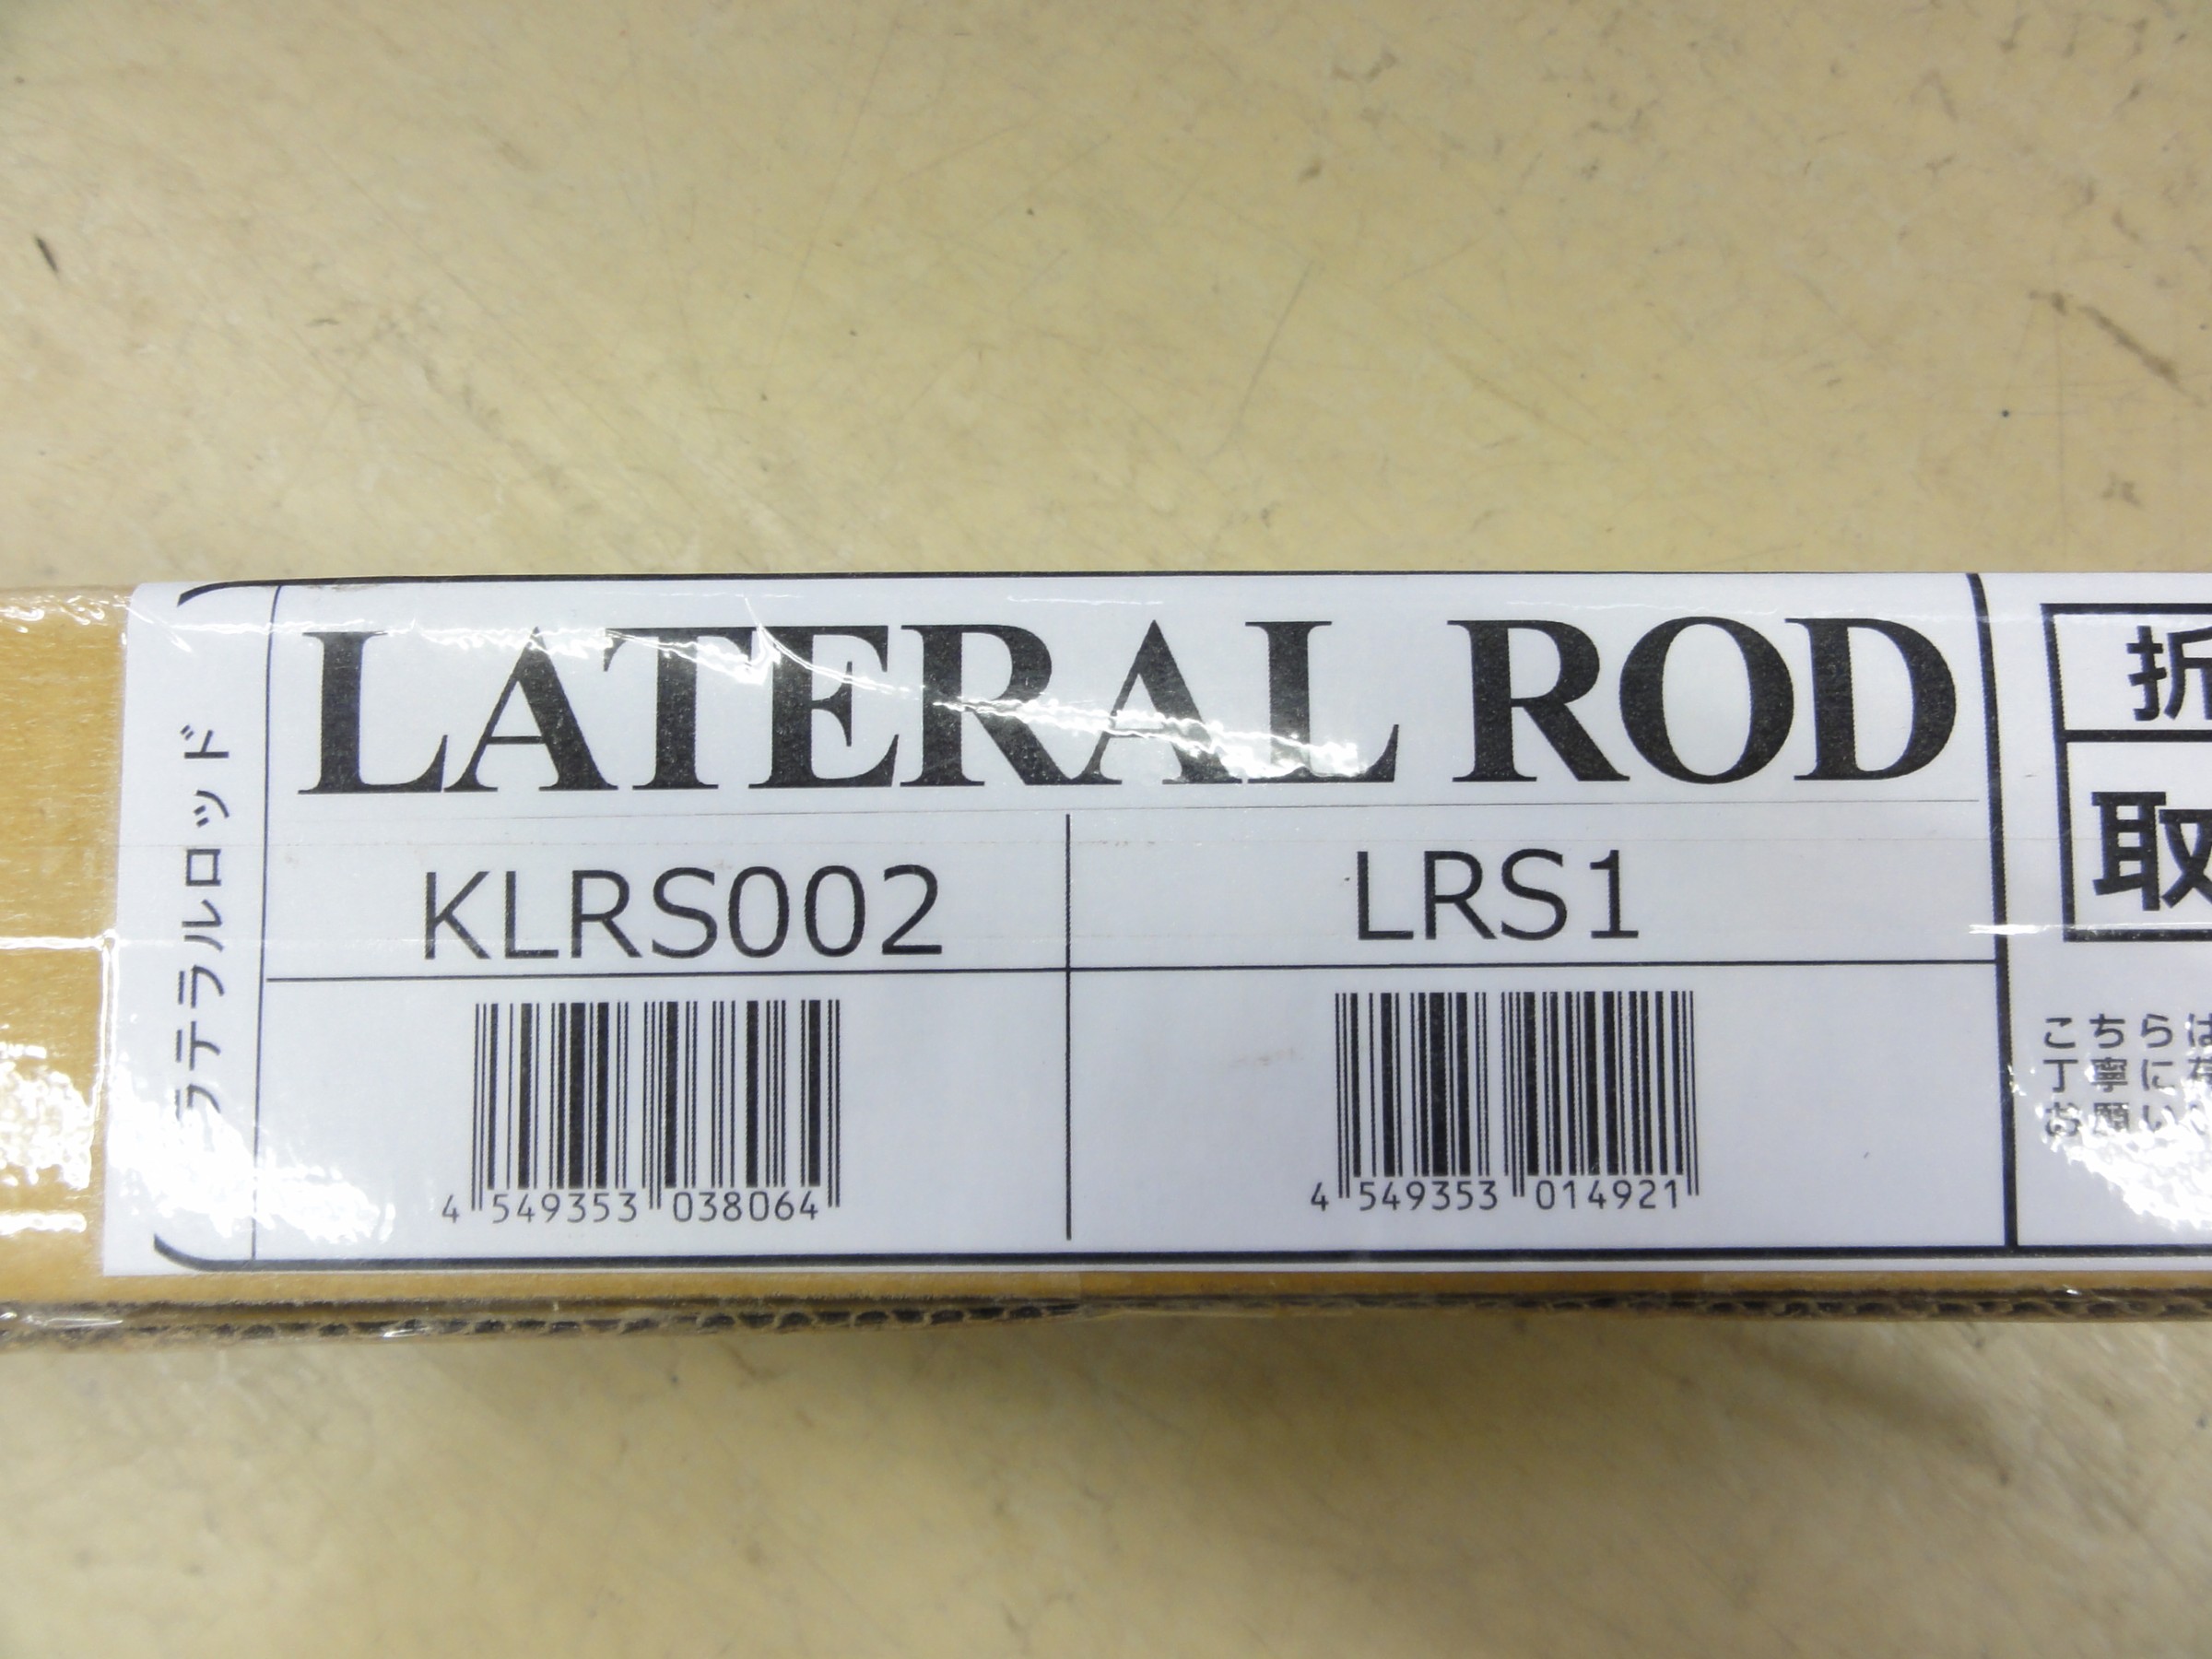 ラテラルロッド
LATERAL ROD
KLRS002
LRS1
4 549353 038064
4 549353 014921
折
取
こちらは
丁寧に
お願い